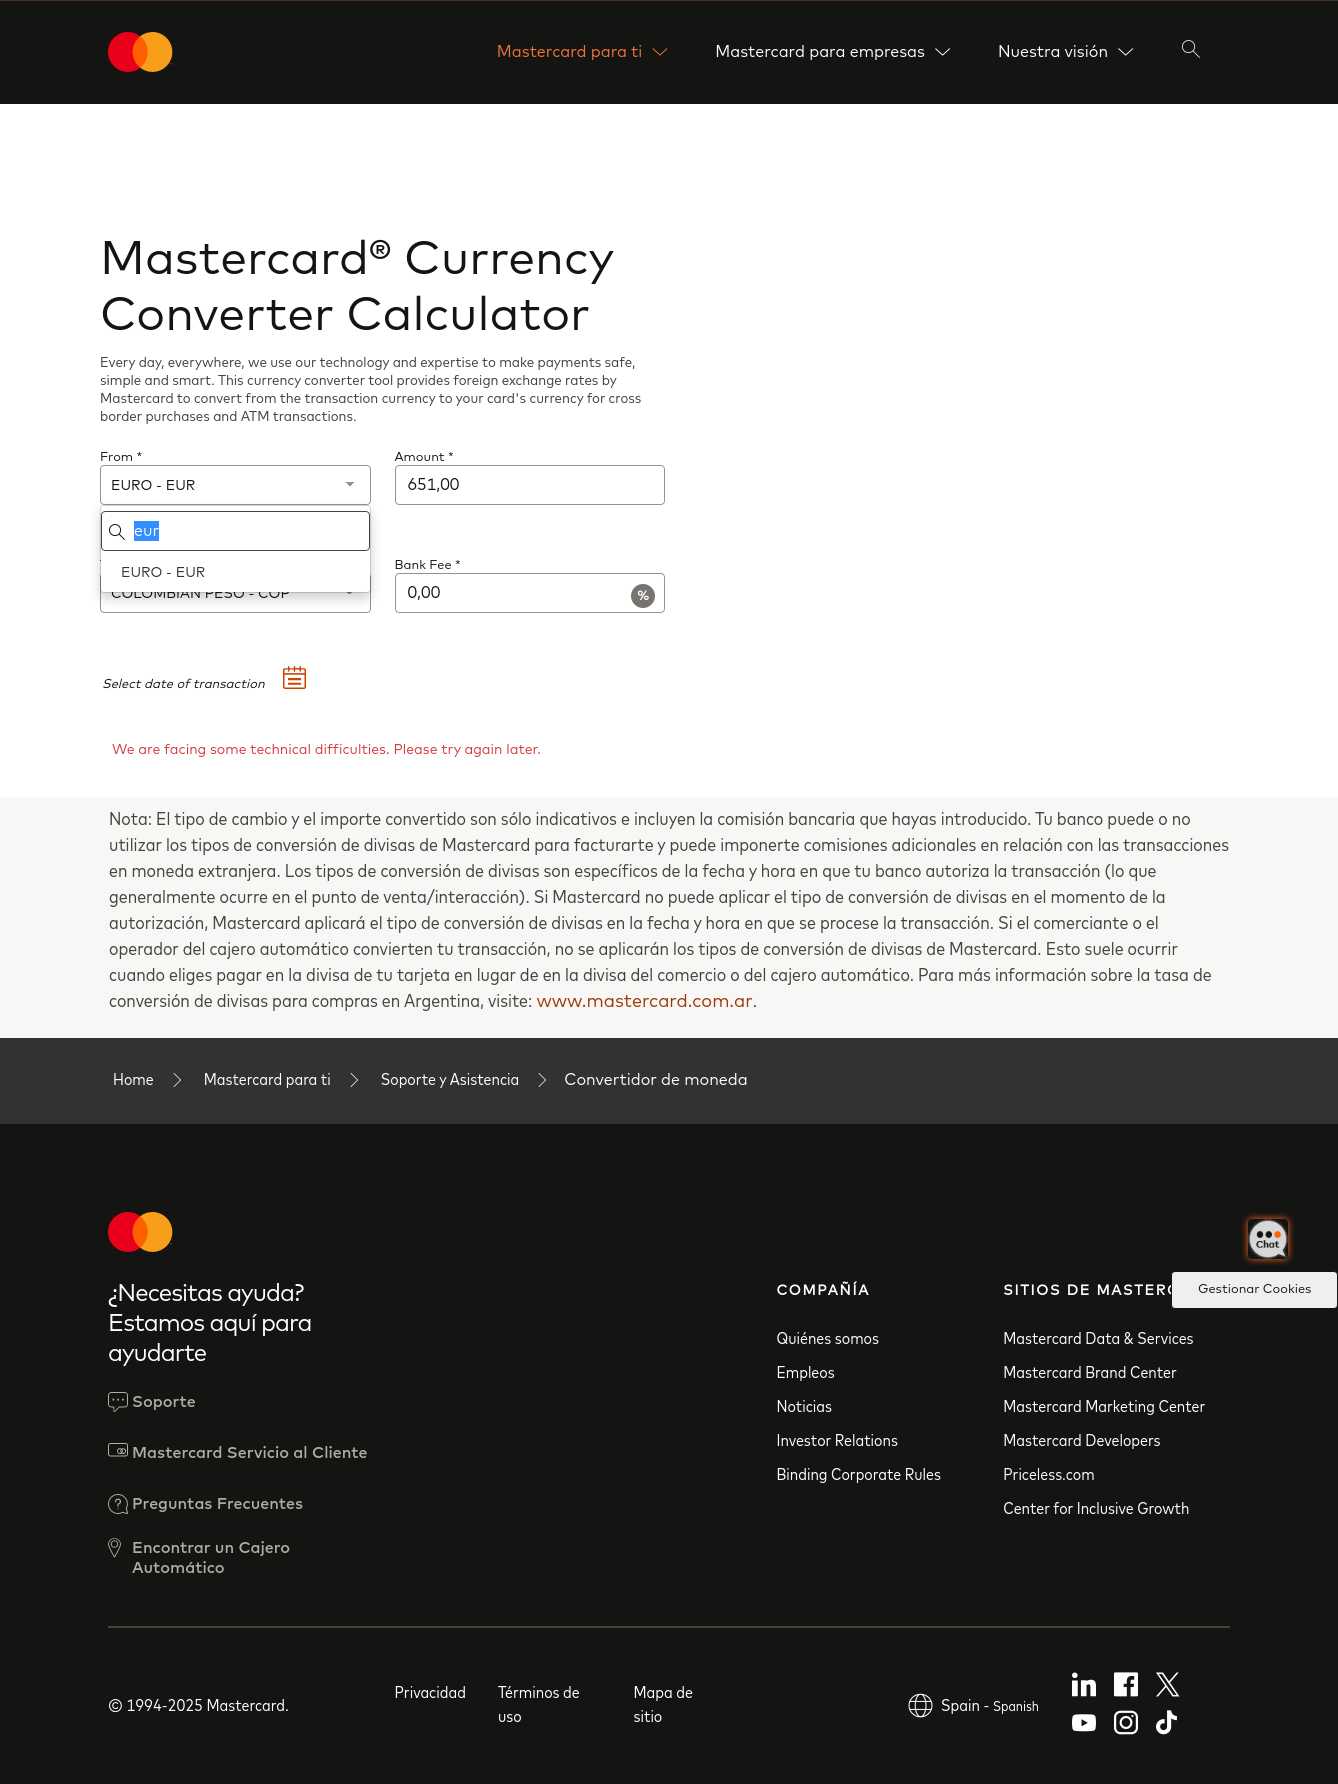 Mastercard para ti
Mastercard para empresas
Nuestra visión
Mastercard® Currency
Converter Calculator
Every day, everywhere, we use our technology and expertise to make payments safe,
simple and smart. This currency converter tool provides foreign exchange rates by
Mastercard to convert from the transaction currency to your card's currency for cross
border purchases and ATM transactions.
From *
Amount *
EURO - EUR
651,00
eur
EURO - EUR
Bank Fee *
COLOMBIAN PESO - COP
0,00
%
Select date of transaction
We are facing some technical difficulties. Please try again later.
Nota: El tipo de cambio y el importe convertido son sólo indicativos e incluyen la comisión bancaria que hayas introducido. Tu banco puede o no
utilizar los tipos de conversión de divisas de Mastercard para facturarte y puede imponerte comisiones adicionales en relación con las transacciones
en moneda extranjera. Los tipos de conversión de divisas son específicos de la fecha y hora en que tu banco autoriza la transacción (lo que
generalmente ocurre en el punto de venta/interacción). Si Mastercard no puede aplicar el tipo de conversión de divisas en el momento de la
autorización, Mastercard aplicará el tipo de conversión de divisas en la fecha y hora en que se procese la transacción. Si el comerciante o el
operador del cajero automático convierten tu transacción, no se aplicarán los tipos de conversión de divisas de Mastercard. Esto suele ocurrir
cuando eliges pagar en la divisa de tu tarjeta en lugar de en la divisa del comercio o del cajero automático. Para más información sobre la tasa de
conversión de divisas para compras en Argentina, visite: www.mastercard.com.ar.
Home
Mastercard para ti
Soporte y Asistencia
Convertidor de moneda
¿Necesitas ayuda?
Estamos aquí para
ayudarte
Soporte
Mastercard Servicio al Cliente
Preguntas Frecuentes
Encontrar un Cajero
Automático
COMPAÑÍA
Quiénes somos
Empleos
Noticias
Investor Relations
Binding Corporate Rules
SITIOS DE
Mastercard Data & Services
Mastercard Brand Center
Mastercard Marketing Center
Mastercard Developers
Priceless.com
Center for Inclusive Growth
Chat
Gestionar Cookies
© 1994-2025 Mastercard.
Privacidad
Términos de
uso
Mapa de
sitio
Spain - Spanish